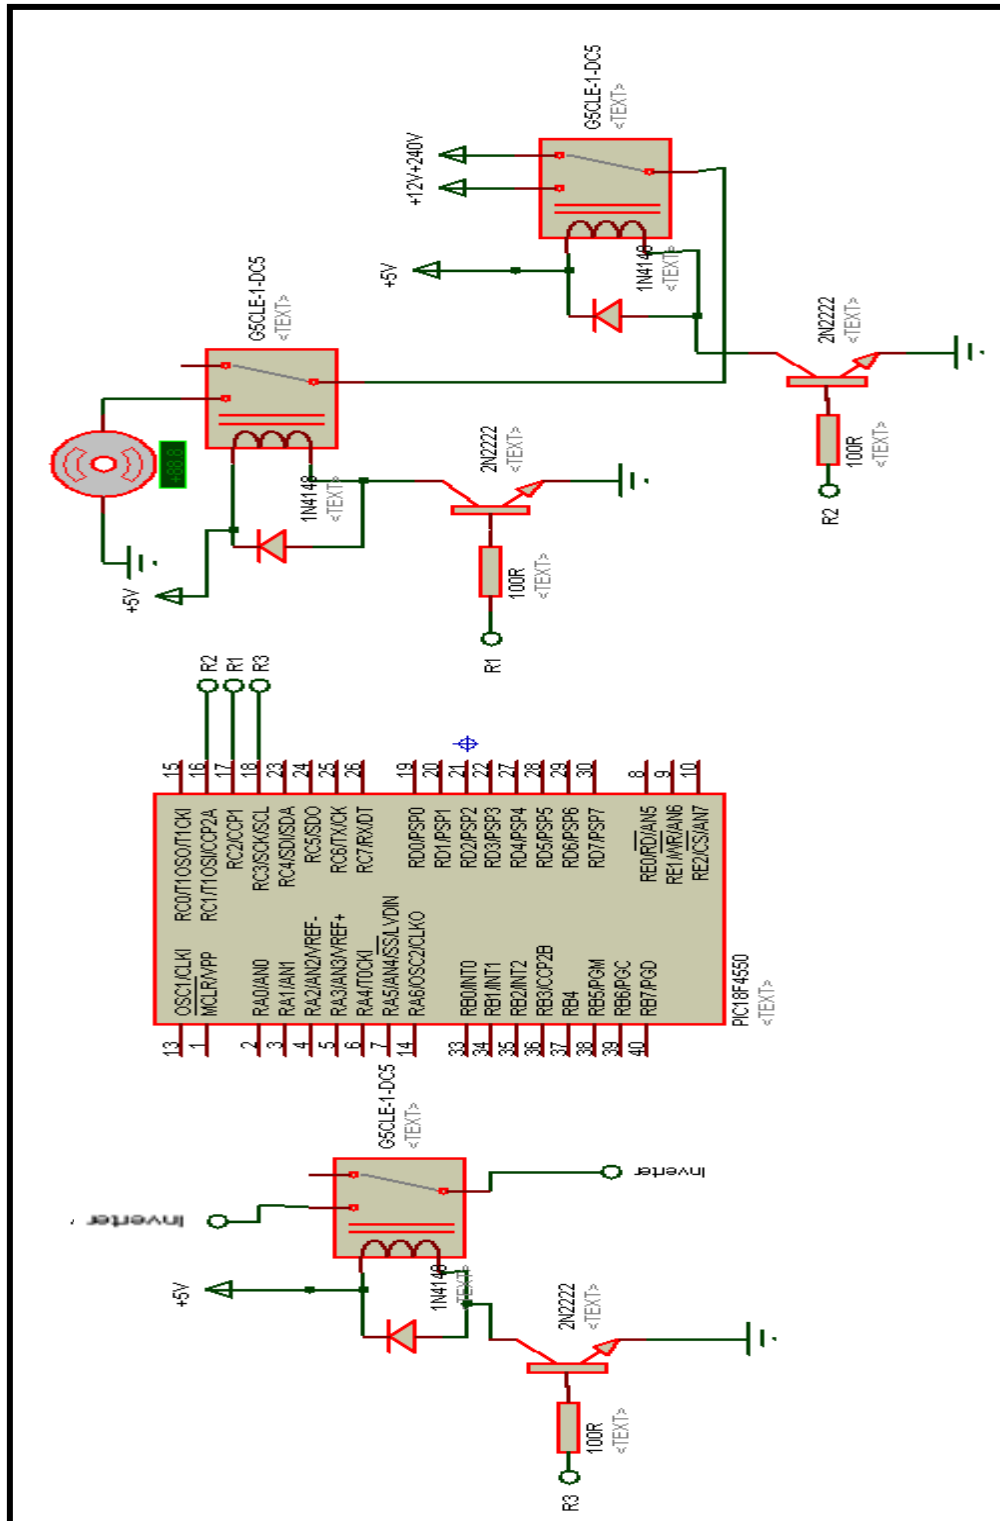 G5CLE-1-DC5
<TEXT>
+12V
+240V
+5V
1N4148
<TEXT>
2N2222
<TEXT>
100R
<TEXT>
R2
G5CLE-1-DC5
<TEXT>
+88.8
+5V
1N4148
<TEXT>
2N2222
<TEXT>
100R
<TEXT>
R1
R2
R1
R3
15
16
17
18
23
24
25
26
19
20
21
22
27
28
29
30
8
9
10
RC0/T1OSO/T1CKI
RC1/T1OSI/CCP2A
RC2/CCP1
RC3/SCK/SCL
RC4/SDI/SDA
RC5/SDO
RC6/TX/CK
RC7/RX/DT
RD0/PSP0
RD1/PSP1
RD2/PSP2
RD3/PSP3
RD4/PSP4
RD5/PSP5
RD6/PSP6
RD7/PSP7
RE0/RD/AN5
RE1/WR/AN6
RE2/CS/AN7
OSC1/CLKI
MCLR/VPP
RA0/AN0
RA1/AN1
RA2/AN2/VREF-
RA3/AN3/VREF+
RA4/T0CKI
RA5/AN4/SS/LVDIN
RA6/OSC2/CLKO
RB0/INT0
RB1/INT1
RB2/INT2
RB3/CCP2B
RB4
RB5/PGM
RB6/PGC
RB7/PGD
13
1
2
3
4
5
6
7
14
33
34
35
36
37
38
39
40
PIC18F4550
<TEXT>
G5CLE-1-DC5
<TEXT>
Inverter
Inverter
+5V
1N4148
<TEXT>
2N2222
<TEXT>
100R
<TEXT>
R3